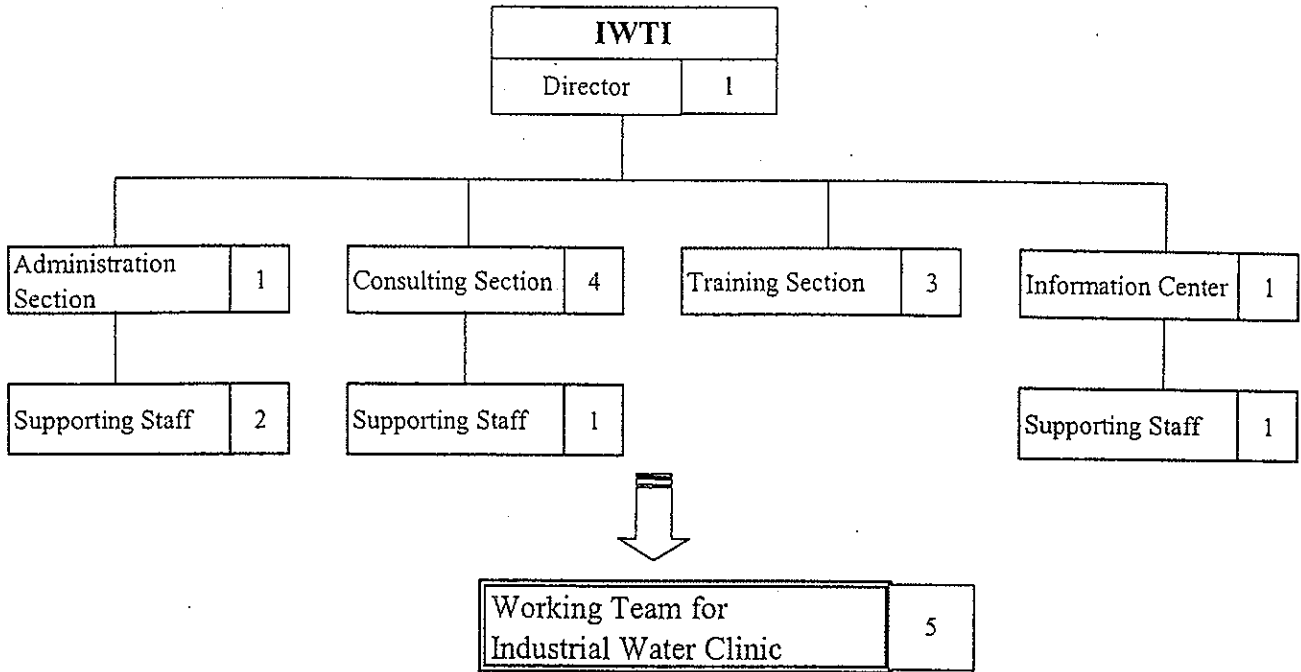 IWTI
Director 1
Administration
Section 1
Consulting Section 4
Training Section 3
Information Center 1
Supporting Staff 2
Supporting Staff 1
Supporting Staff 1
Working Team for
Industrial Water Clinic 5